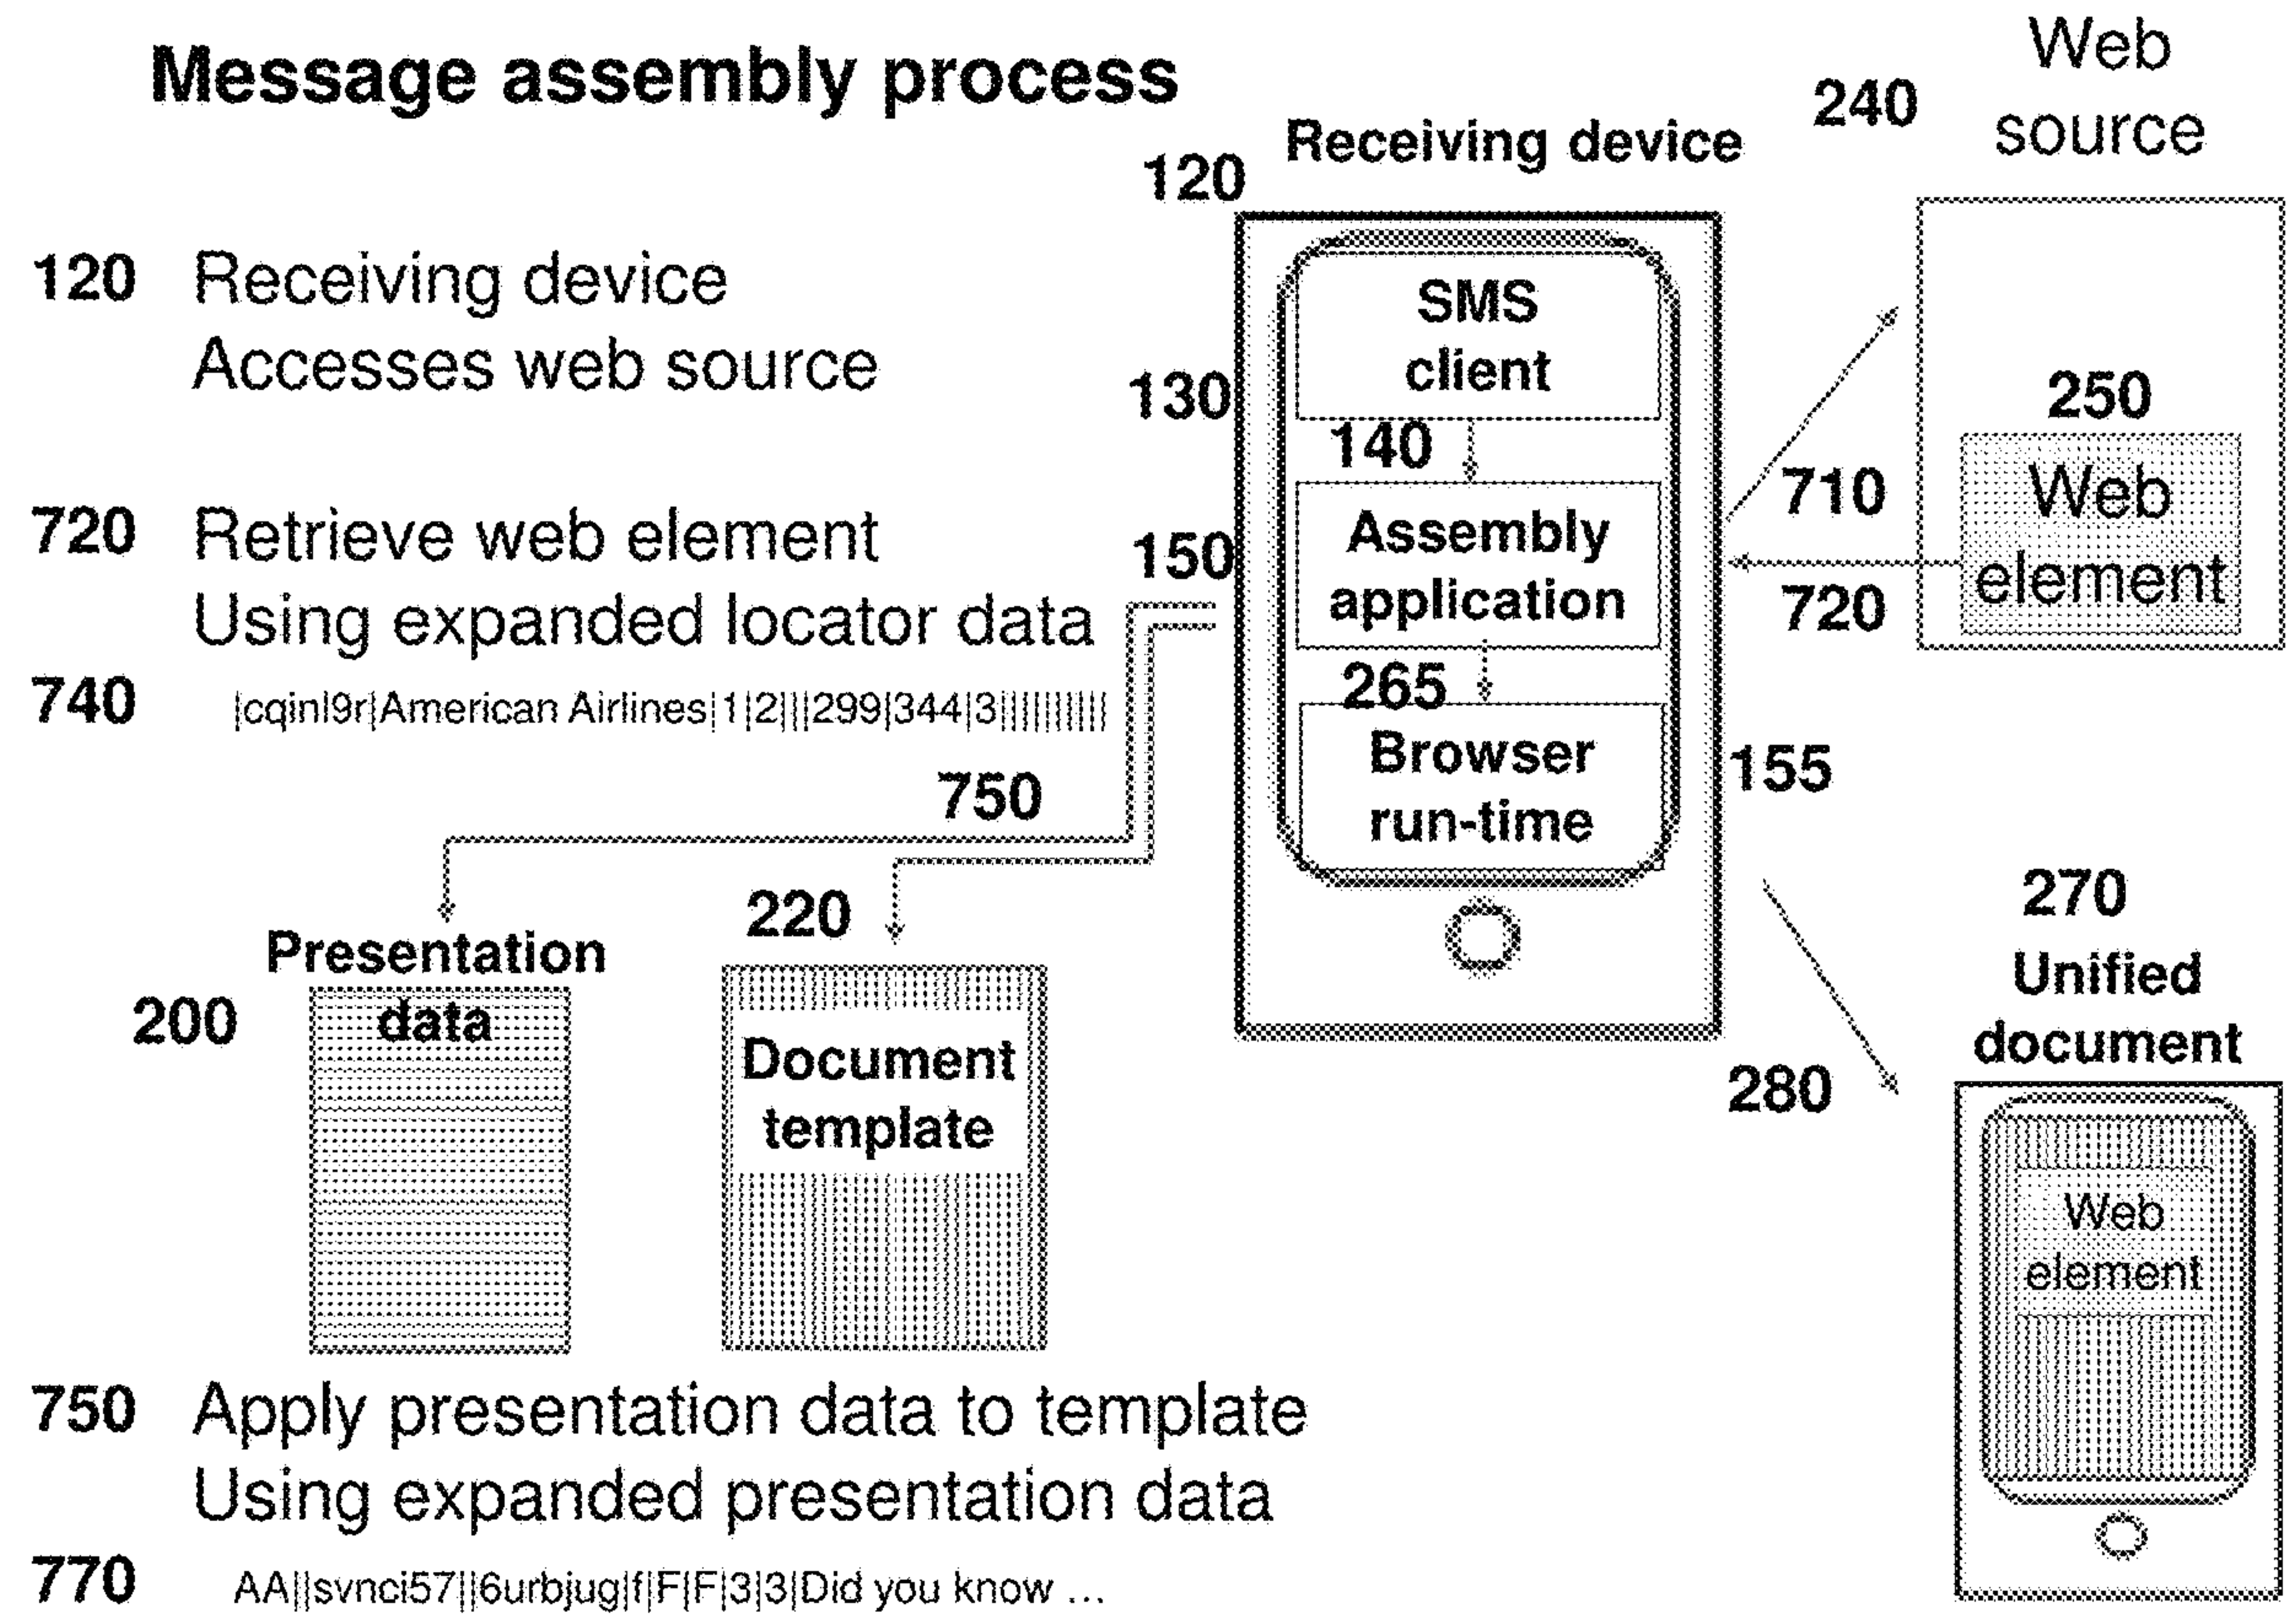 Message assembly process
120 Receiving device
Accesses web source
720 Retrieve web element
Using expanded locator data
740 |cqinl9r|American Airlines|1|2|||299|344|3|||||||||||
750
200
Presentation
data
220
Document
template
750 Apply presentation data to template
Using expanded presentation data
770 AA||svnci57||6urbjug|f|F|F|3|3|Did you know ...
120
Receiving device
130
SMS
client
140
150
Assembly
application
265
Browser
run-time
155
240
Web
source
250
Web
element
710
720
270
Unified
document
280
Web
element